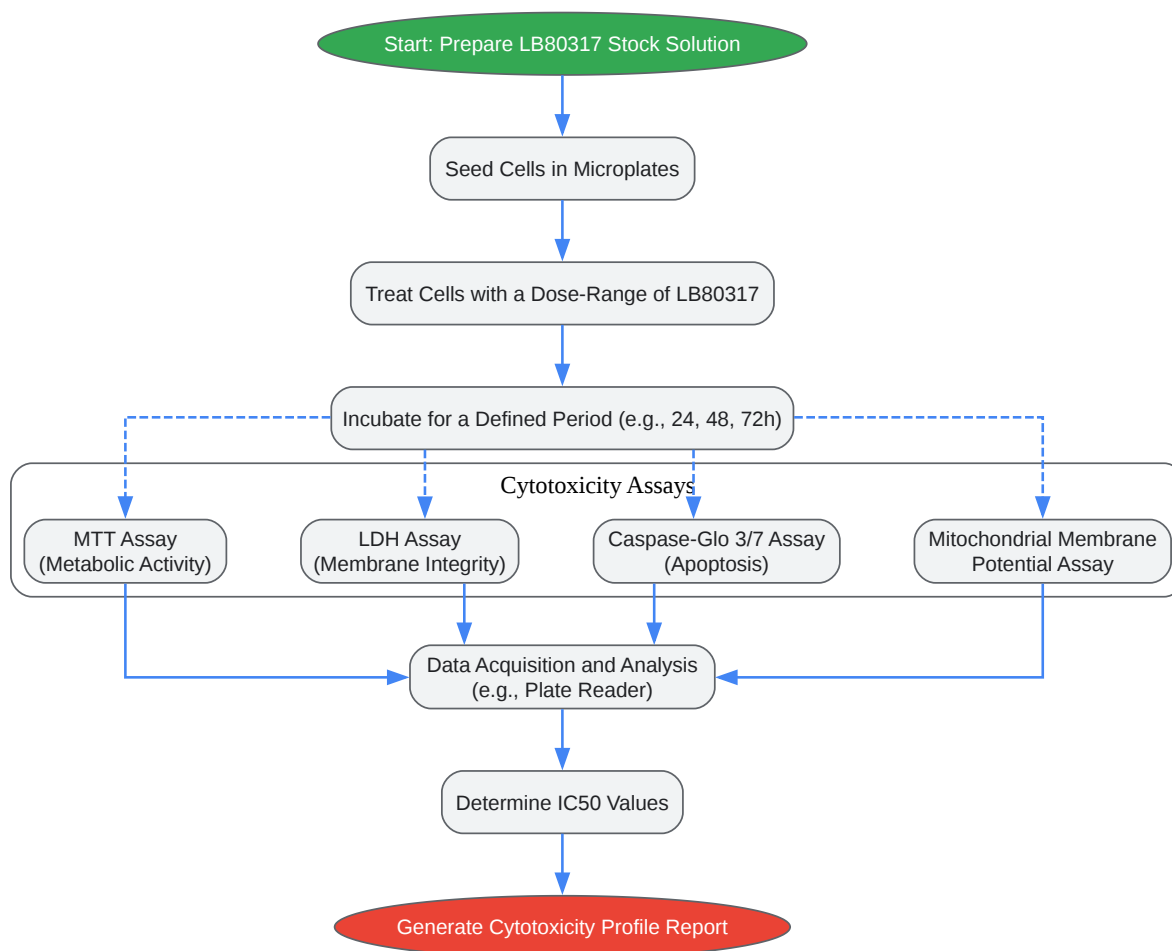 Start: Prepare LB80317 Stock Solution
Seed Cells in Microplates
Treat Cells with a Dose-Range of LB80317
Incubate for a Defined Period (e.g., 24, 48, 72h)
Cytotoxicity Assays
MTT Assay
(Metabolic Activity)
LDH Assay
(Membrane Integrity)
Caspase-Glo 3/7 Assay
(Apoptosis)
Mitochondrial Membrane
Potential Assay
Data Acquisition and Analysis
(e.g., Plate Reader)
Determine IC50 Values
Generate Cytotoxicity Profile Report